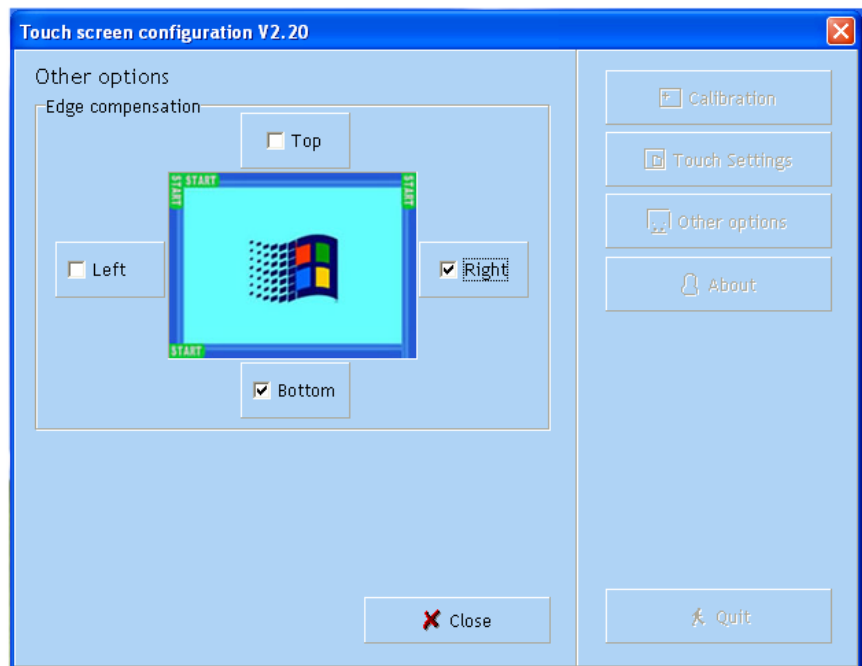 Touch screen configuration V2.20
Other options
Edge compensation
Top
START
START
START
Left
Right
START
Bottom
Close
Calibration
Touch Settings
Other options
About
Quit